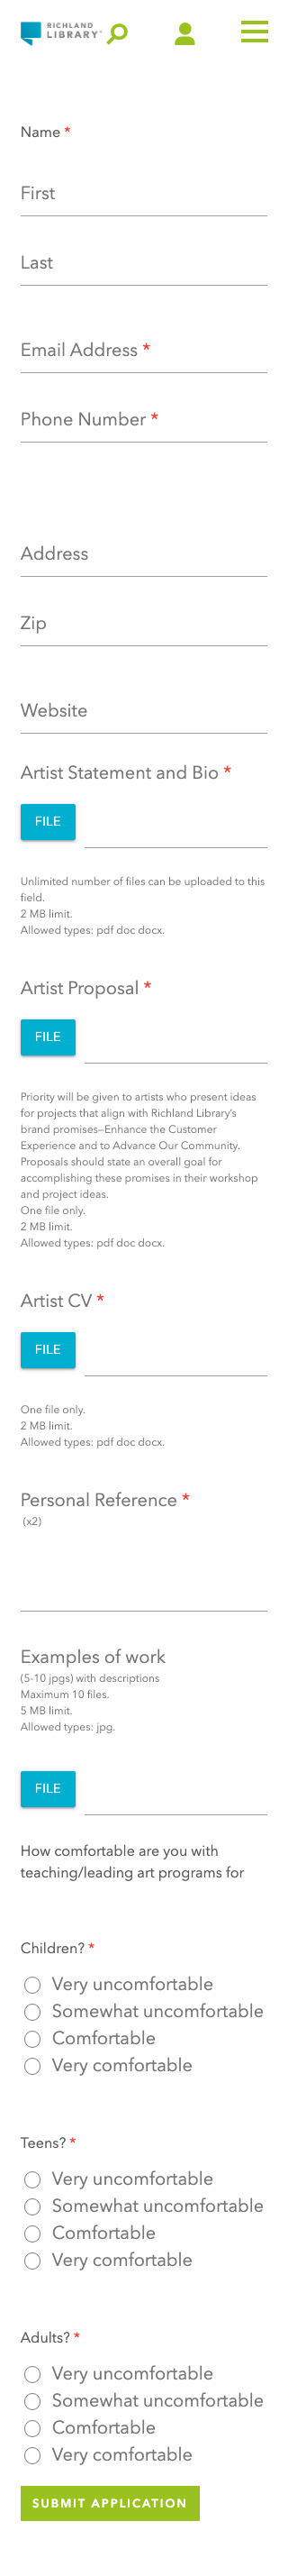 RICHLAND
LIBRARY
Name *
First
Last
Email Address *
Phone Number *
Address
Zip
Website
Artist Statement and Bio *
FILE
Unlimited number of files can be uploaded to this
field.
2 MB limit.
Allowed types: pdf doc docx.
Artist Proposal *
FILE
Priority will be given to artists who present ideas
for projects that align with Richland Library’s
brand promises—Enhance the Customer
Experience and to Advance Our Community.
Proposals should state an overall goal for
accomplishing these promises in their workshop
and project ideas.
One file only.
2 MB limit.
Allowed types: pdf doc docx.
Artist CV *
FILE
One file only.
2 MB limit.
Allowed types: pdf doc docx.
Personal Reference *
(x2)
Examples of work
(5-10 jpgs) with descriptions
Maximum 10 files.
5 MB limit.
Allowed types: jpg.
FILE
How comfortable are you with
teaching/leading art programs for
Children? *
Very uncomfortable
Somewhat uncomfortable
Comfortable
Very comfortable
Teens? *
Very uncomfortable
Somewhat uncomfortable
Comfortable
Very comfortable
Adults? *
Very uncomfortable
Somewhat uncomfortable
Comfortable
Very comfortable
SUBMIT APPLICATION